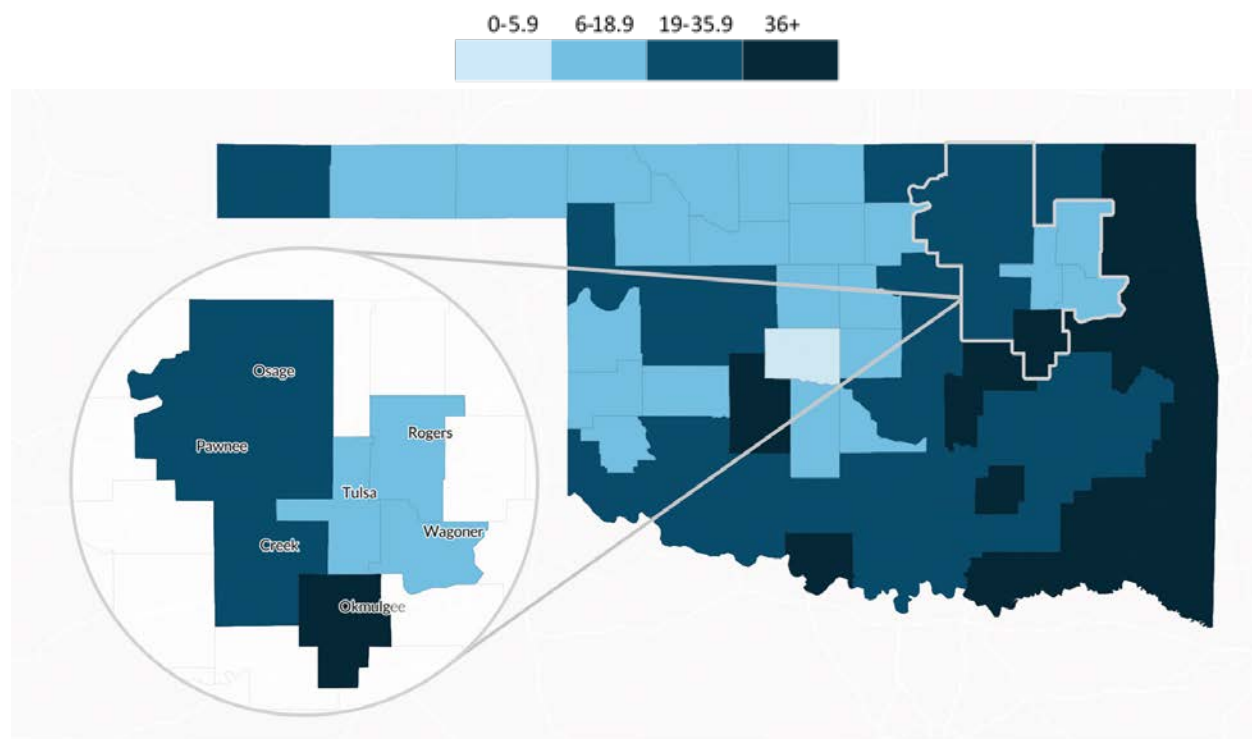 0-5.9 6-18.9 19-35.9 36+
Osage
Rogers
Pawnee
Tulsa
Wagoner
Creek
Okmulgee